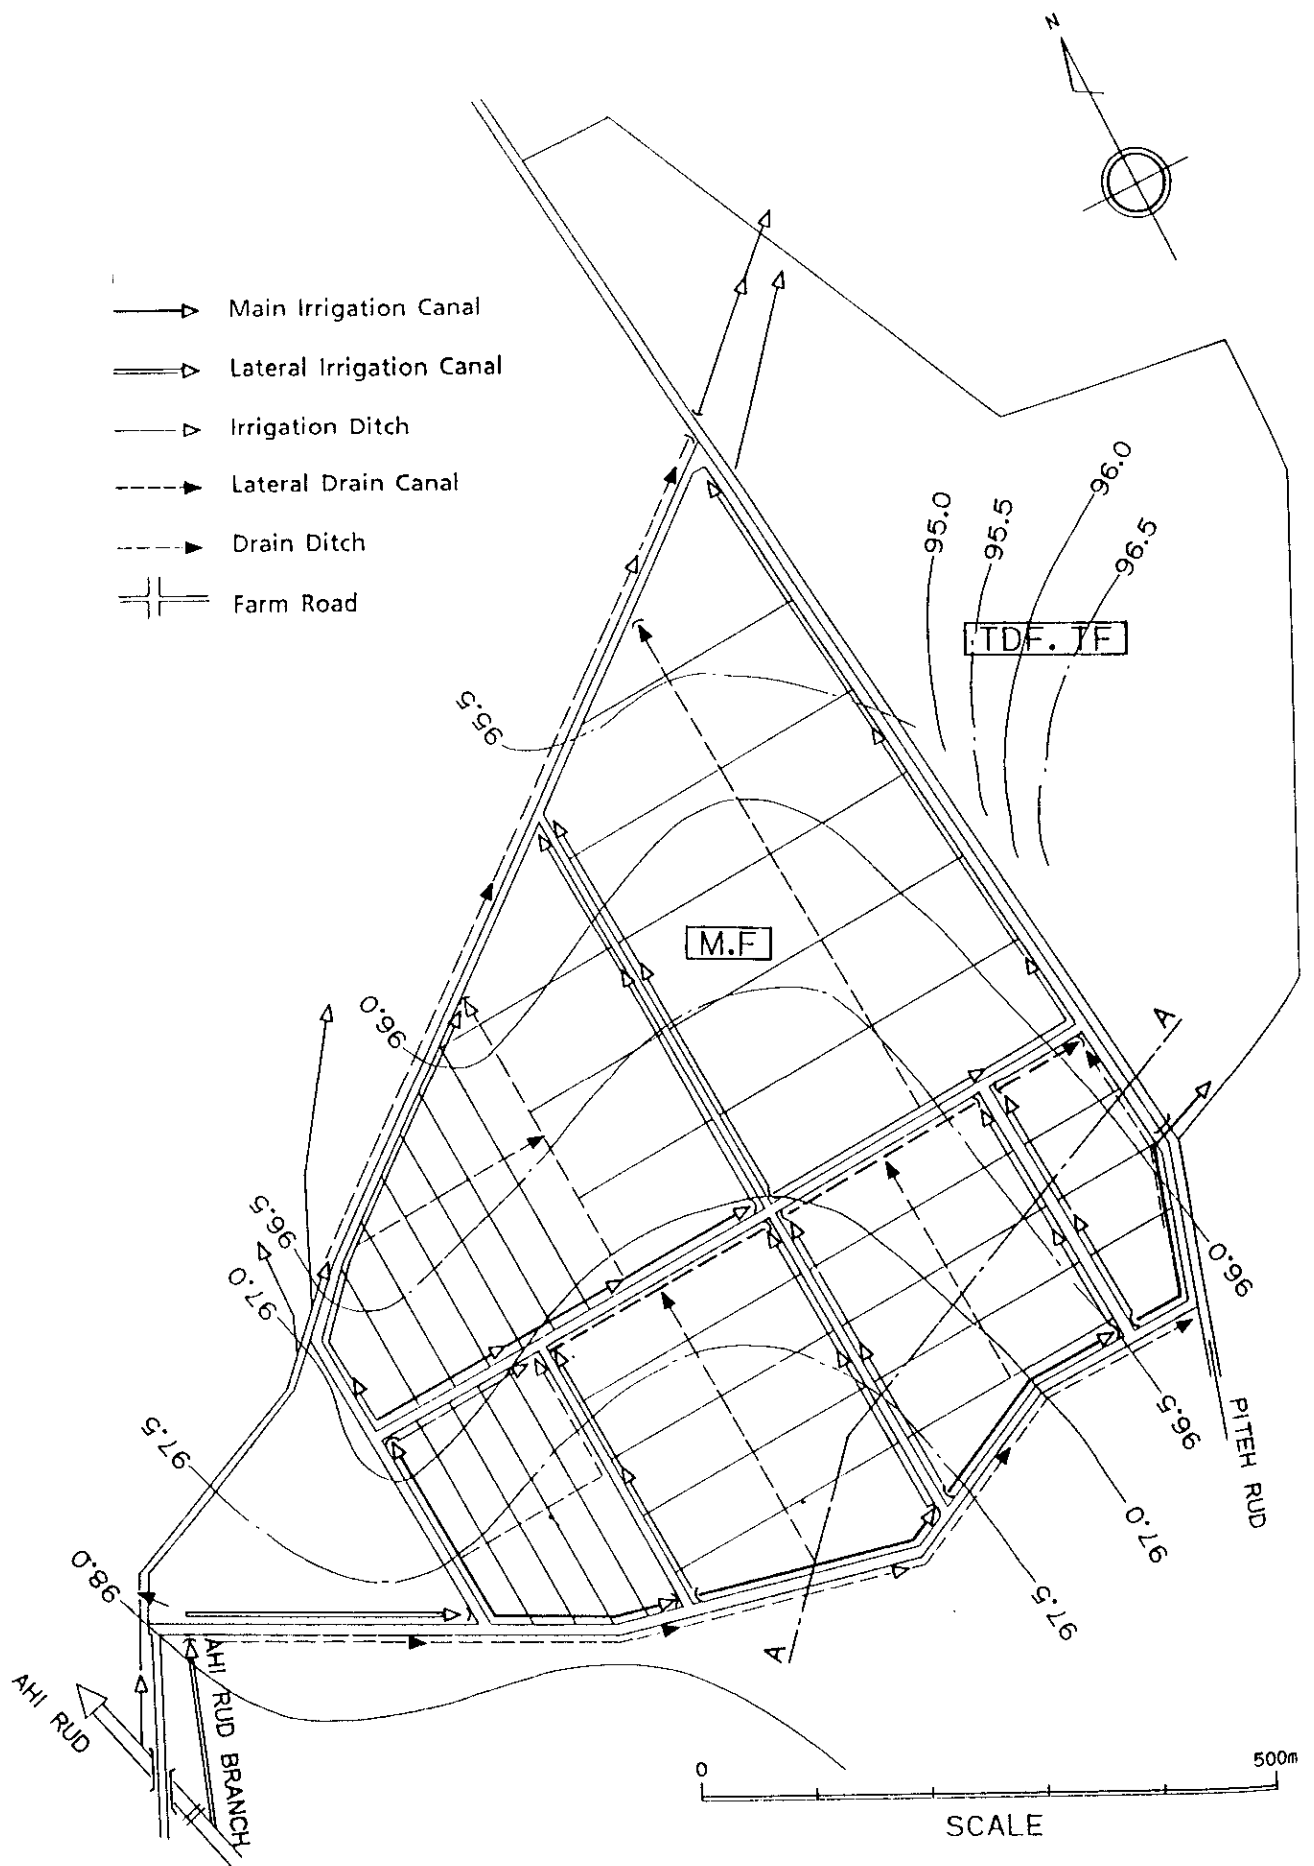 N
Main Irrigation Canal
Lateral Irrigation Canal
Irrigation Ditch
Lateral Drain Canal
Drain Ditch
Farm Road
95.0
95.5
96.0
96.5
TDF. TF
95.5
M.F
96.0
A
96.5
97.0
96.0
97.5
96.5
PITEH RUD
97.0
98.0
97.5
A
AHI RUD
AHI RUD BRANCH
0
500m
SCALE